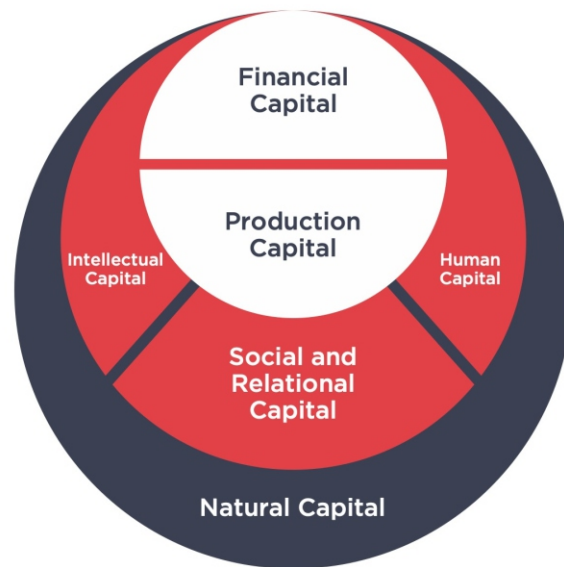 Financial
Capital
Production
Capital
Intellectual
Capital
Human
Capital
Social and
Relational
Capital
Natural Capital